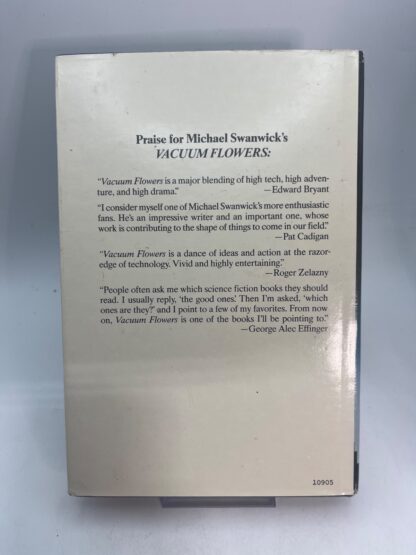 Praise for Michael Swanwick's
VACUUM FLOWERS:
"Vacuum Flowers is a major blending of high tech, high adven-
ture, and high drama." —Edward Bryant
"I consider myself one of Michael Swanwick's more enthusiastic
fans. He's an impressive writer and an important one, whose
work is contributing to the shape of things to come in our field."
—Pat Cadigan
"Vacuum Flowers is a dance of ideas and action at the razor-
edge of technology. Vivid and highly entertaining."
—Roger Zelazny
"People often ask me which science fiction books they should
read. I usually reply, 'the good ones.' Then I'm asked, 'which
ones are they?' and I point to a few of my favorites. From now
on, Vacuum Flowers is one of the books I'll be pointing to."
—George Alec Effinger
10905